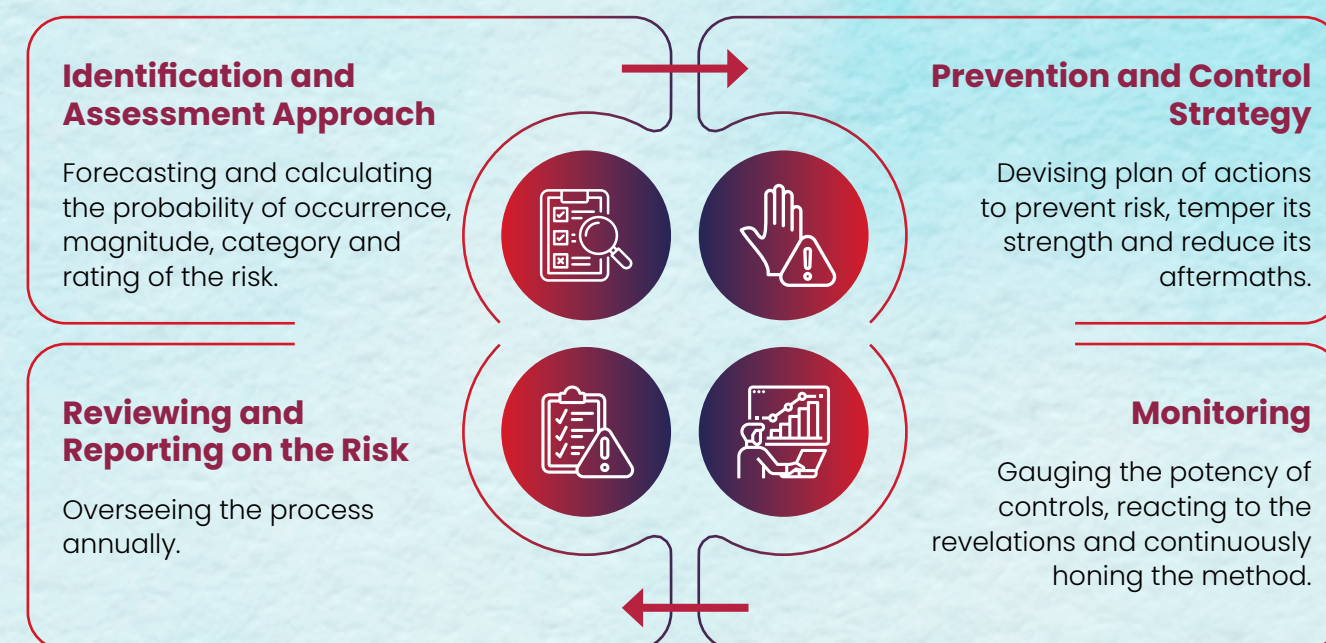 Identification and
Assessment Approach
Forecasting and calculating
the probability of occurrence,
magnitude, category and
rating of the risk.
Prevention and Control
Strategy
Devising plan of actions
to prevent risk, temper its
strength and reduce its
aftermaths.
Reviewing and
Reporting on the Risk
Overseeing the process
annually.
Monitoring
Gauging the potency of
controls, reacting to the
revelations and continuously
honing the method.